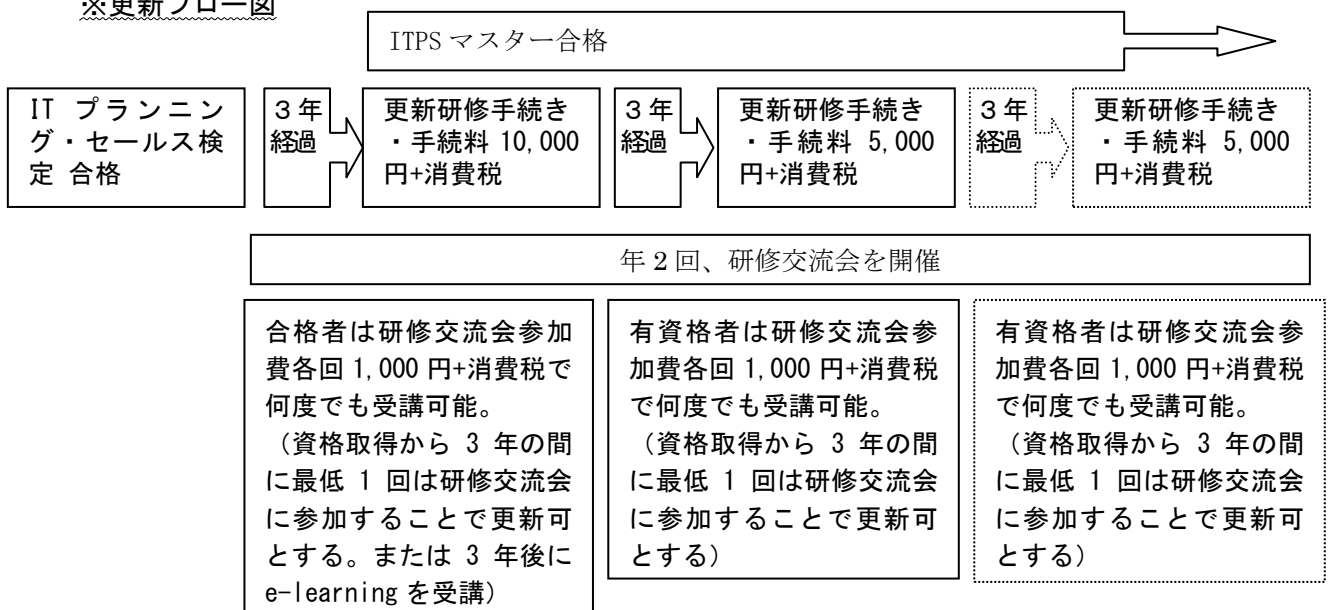 ※更新フロー図
ITPS マスター合格
IT プランニン
グ・セールス検
定 合格
３年
経過
更新研修手続き
・手数料 10,000
円+消費税
３年
経過
更新研修手続き
・手続料 5,000
円+消費税
３年
経過
更新研修手続き
・手続料 5,000
円+消費税
年２回、研修交流会を開催
合格者は研修交流会参加
費各回 1,000 円+消費税で
何度でも受講可能。
（資格取得から 3 年の間
に最低 1 回は研修交流会
に参加することで更新可
とする。または 3 年後に
e-learning を受講）
有資格者は研修交流会参
加費各回 1,000 円+消費税
で何度でも受講可能。
（資格取得から 3 年の間
に最低 1 回は研修交流会
に参加することで更新可
とする）
有資格者は研修交流会参
加費各回 1,000 円+消費税
で何度でも受講可能。
（資格取得から 3 年の間
に最低 1 回は研修交流会
に参加することで更新可
とする）